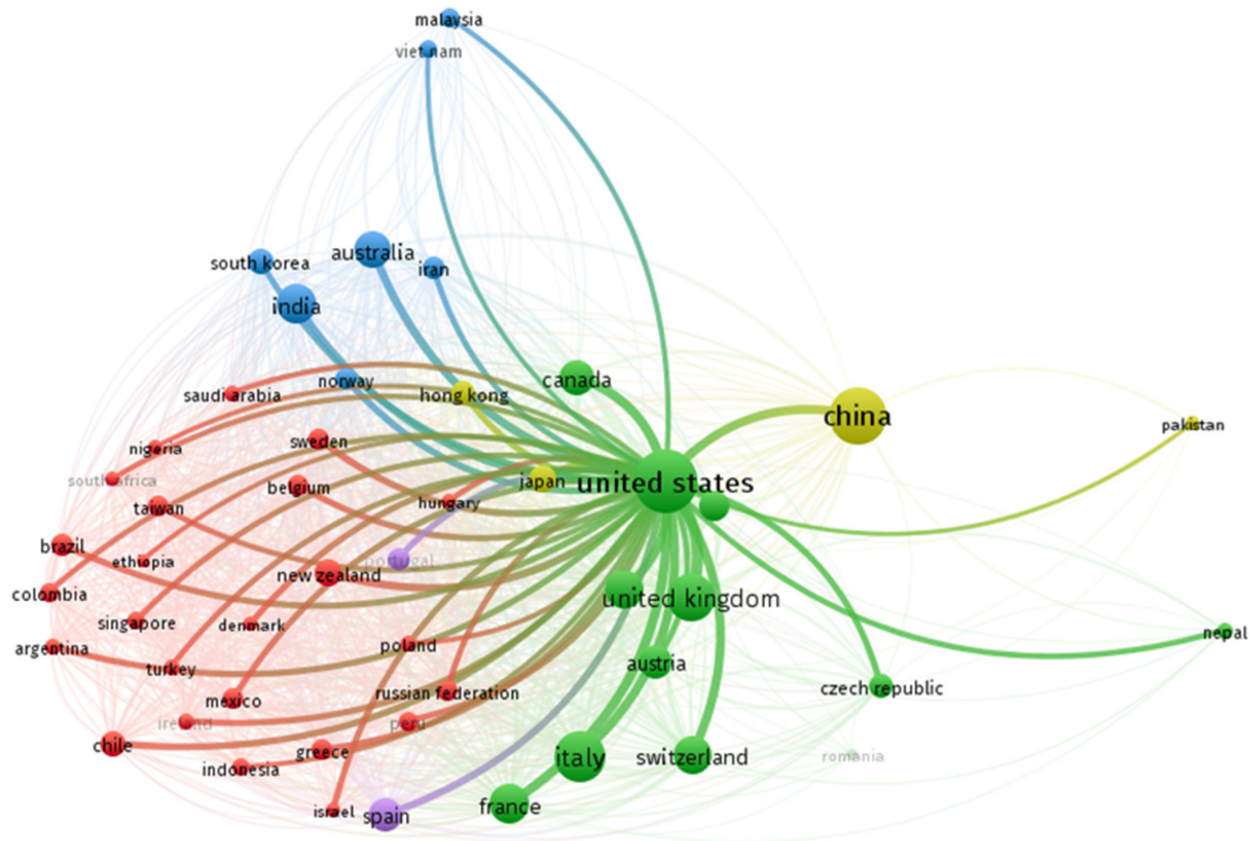 malaysia
viet nam
south korea
australia
iran
india
saudi arabia
norway
hong kong
canada
china
pakistan
nigeria
sweden
south africa
belgium
japan
united states
taiwan
hungary
brazil
ethiopia
portugal
new zealand
colombia
singapore
denmark
united kingdom
nepal
argentina
turkey
poland
austria
mexico
russian federation
czech republic
ireland
peru
chile
greece
indonesia
italy
switzerland
romania
israel
spain
france